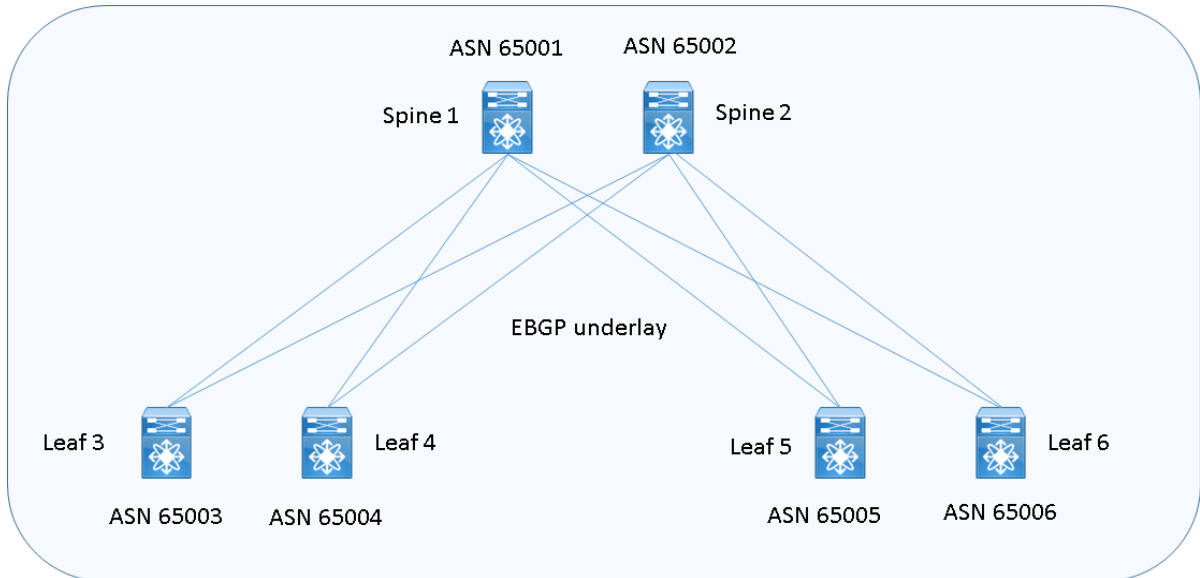 ASN 65001
ASN 65002
Spine 1
Spine 2
EBGP underlay
Leaf 3
Leaf 4
Leaf 5
Leaf 6
ASN 65003
ASN 65004
ASN 65005
ASN 65006